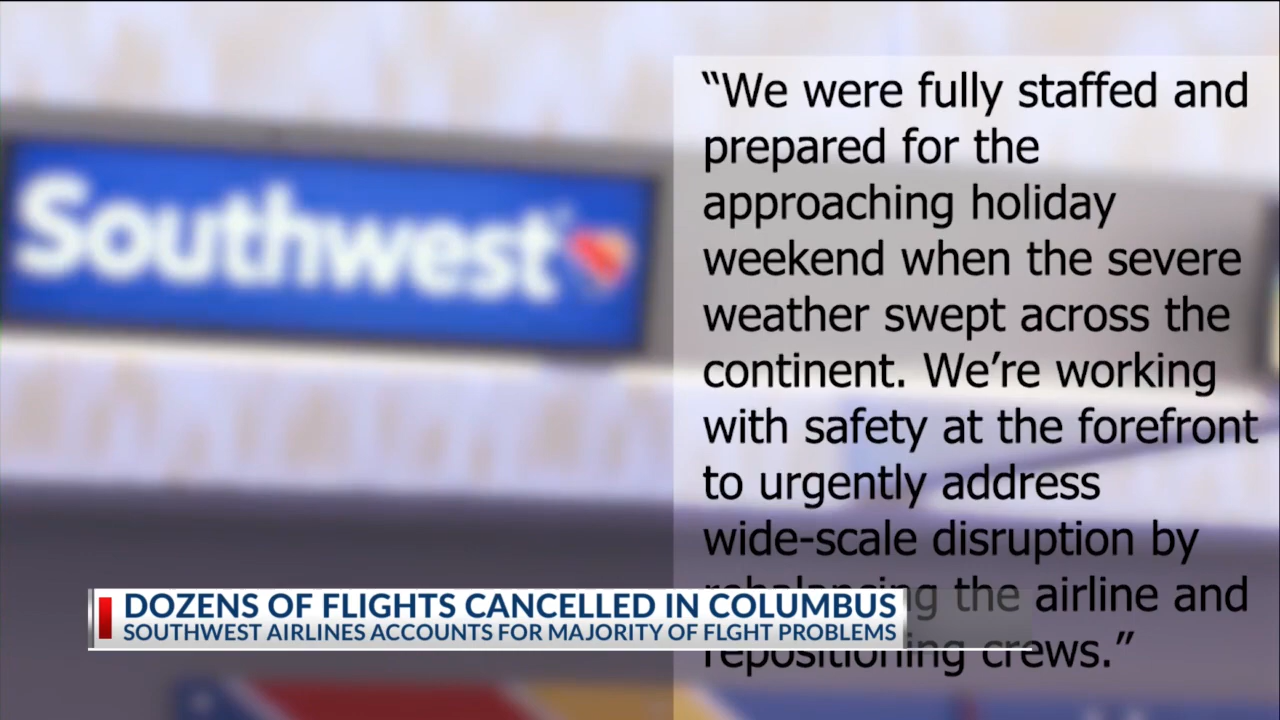 Southwest
“We were fully staffed and
prepared for the
approaching holiday
weekend when the severe
weather swept across the
continent. We’re working
with safety at the forefront
to urgently address
wide-scale disruption by
rebalancing the airline and
repositioning crews.”
DOZENS OF FLIGHTS CANCELLED IN COLUMBUS
SOUTHWEST AIRLINES ACCOUNTS FOR MAJORITY OF FLGHT PROBLEMS